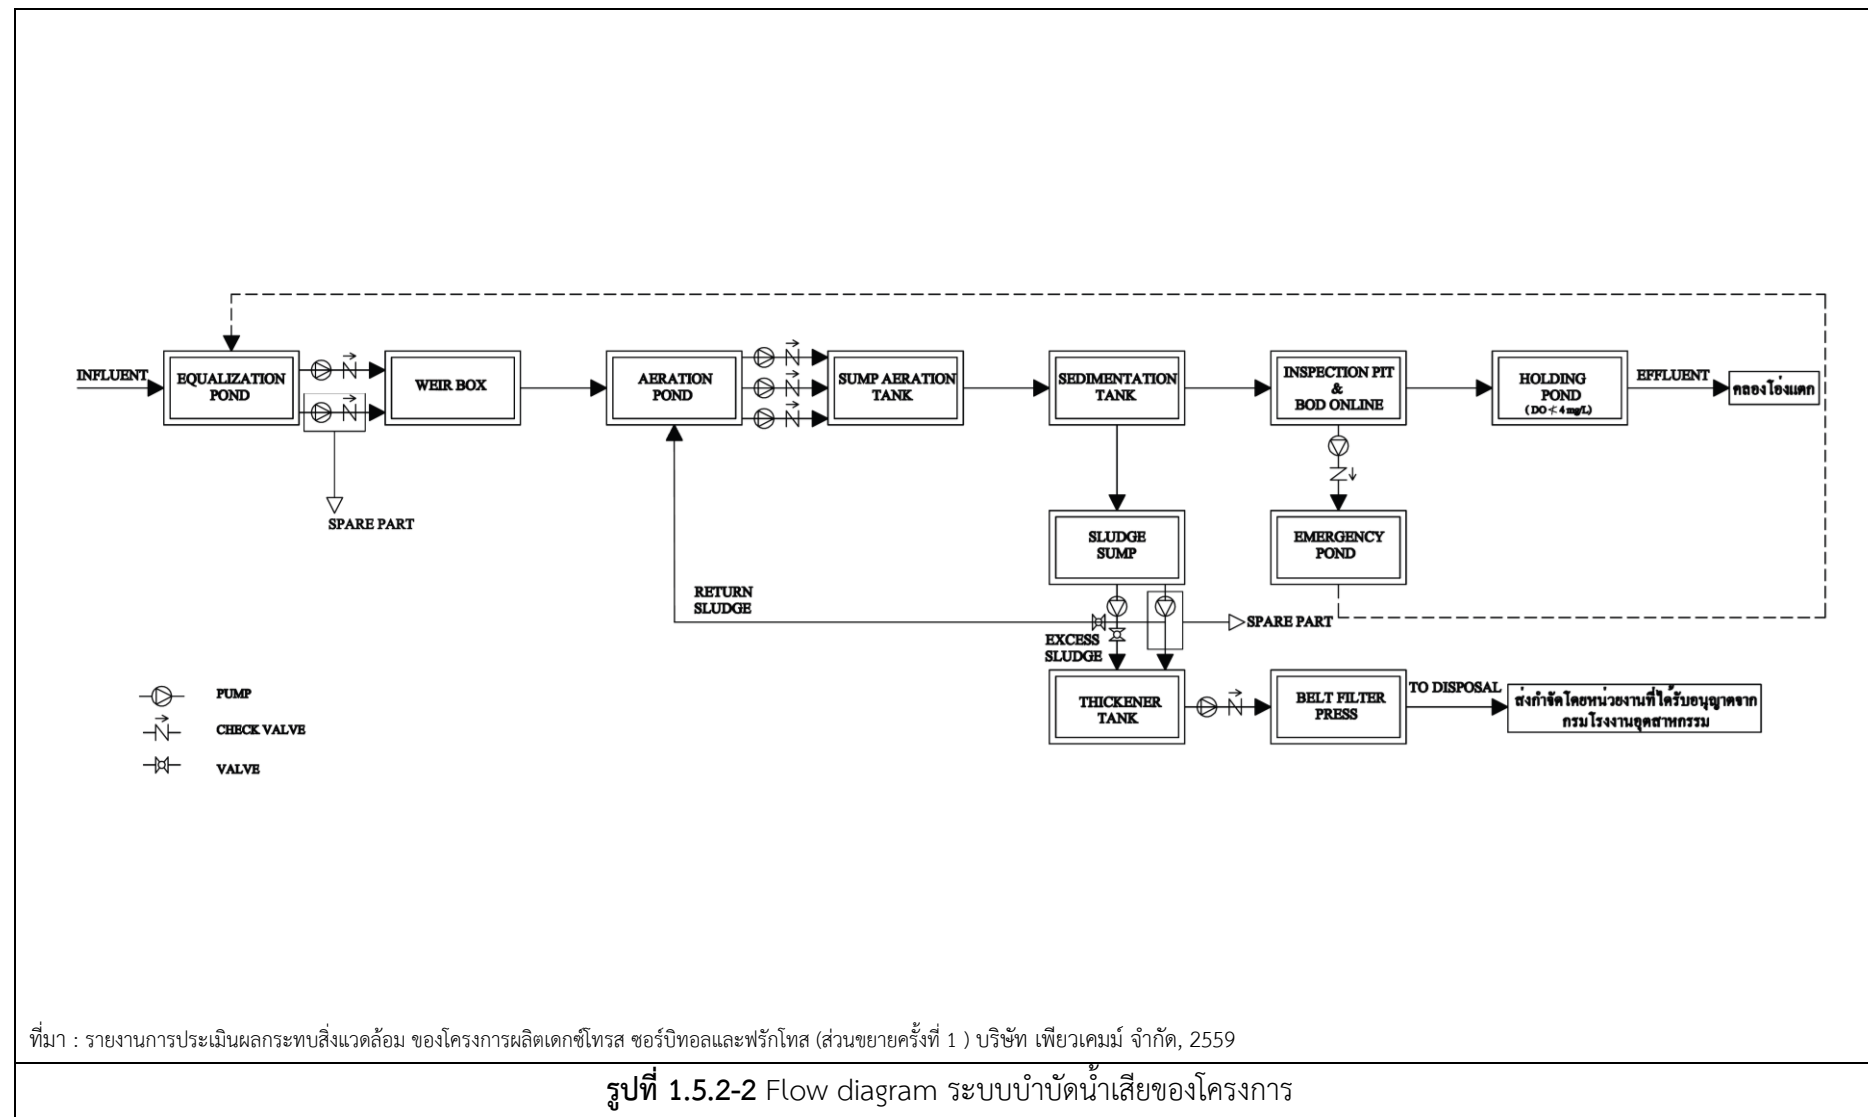 INFLUENT
EQUALIZATION
POND
WEIR BOX
AERATION
POND
SUMP AERATION
TANK
SEDIMENTATION
TANK
INSPECTION PIT
&
BOD ONLINE
HOLDING
POND
( DO ≮ 4 mg/L)
EFFLUENT
คลองโอ่งแตก
SPARE PART
SLUDGE
SUMP
EMERGENCY
POND
RETURN
SLUDGE
SPARE PART
EXCESS
SLUDGE
THICKENER
TANK
BELT FILTER
PRESS
TO DISPOSAL
ส่งกำจัดโดยหน่วยงานที่ได้รับอนุญาตจาก
กรมโรงงานอุตสาหกรรม
PUMP
CHECK VALVE
VALVE
ที่มา : รายงานการประเมินผลกระทบสิ่งแวดล้อม ของโครงการผลิตเดกซ์โทรส ซอร์บิทอลและฟรักโทส (ส่วนขยายครั้งที่ 1 ) บริษัท เพียวเคมม์ จำกัด, 2559
รูปที่ 1.5.2-2 Flow diagram ระบบบำบัดน้ำเสียของโครงการ